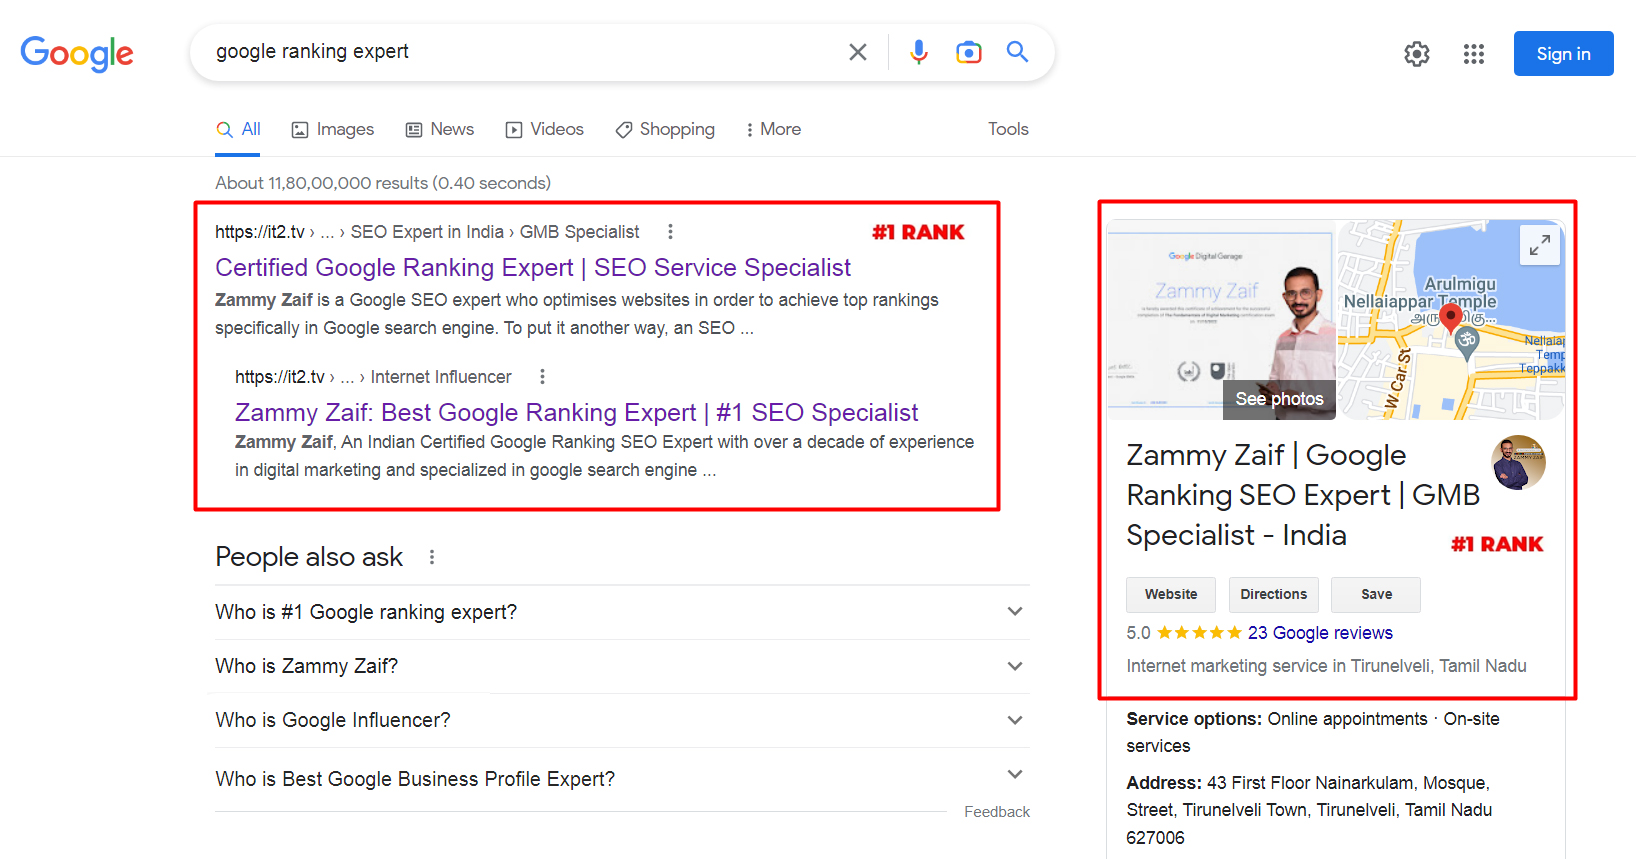 Google
google ranking expert
Sign in
All
Images
News
Videos
Shopping
More
Tools
About 11,80,00,000 results (0.40 seconds)
https://it2.tv › ... › SEO Expert in India › GMB Specialist
#1 RANK
Certified Google Ranking Expert | SEO Service Specialist
Zammy Zaif is a Google SEO expert who optimises websites in order to achieve top rankings
specifically in Google search engine. To put it another way, an SEO ...
https://it2.tv › ... › Internet Influencer
Zammy Zaif: Best Google Ranking Expert | #1 SEO Specialist
Zammy Zaif, An Indian Certified Google Ranking SEO Expert with over a decade of experience
in digital marketing and specialized in google search engine ...
People also ask
Who is #1 Google ranking expert?
Who is Zammy Zaif?
Who is Google Influencer?
Who is Best Google Business Profile Expert?
Feedback
Google Digital Garage
Zammy Zaif
See photos
Arulmigu
Nellaiappar Temple
W.Car St
Nellaiap
Temp
Teppakk
Zammy Zaif | Google
Ranking SEO Expert | GMB
Specialist - India
#1 RANK
Website
Directions
Save
5.0
23 Google reviews
Internet marketing service in Tirunelveli, Tamil Nadu
Service options: Online appointments · On-site
services
Address: 43 First Floor Nainarkulam, Mosque,
Street, Tirunelveli Town, Tirunelveli, Tamil Nadu
627006